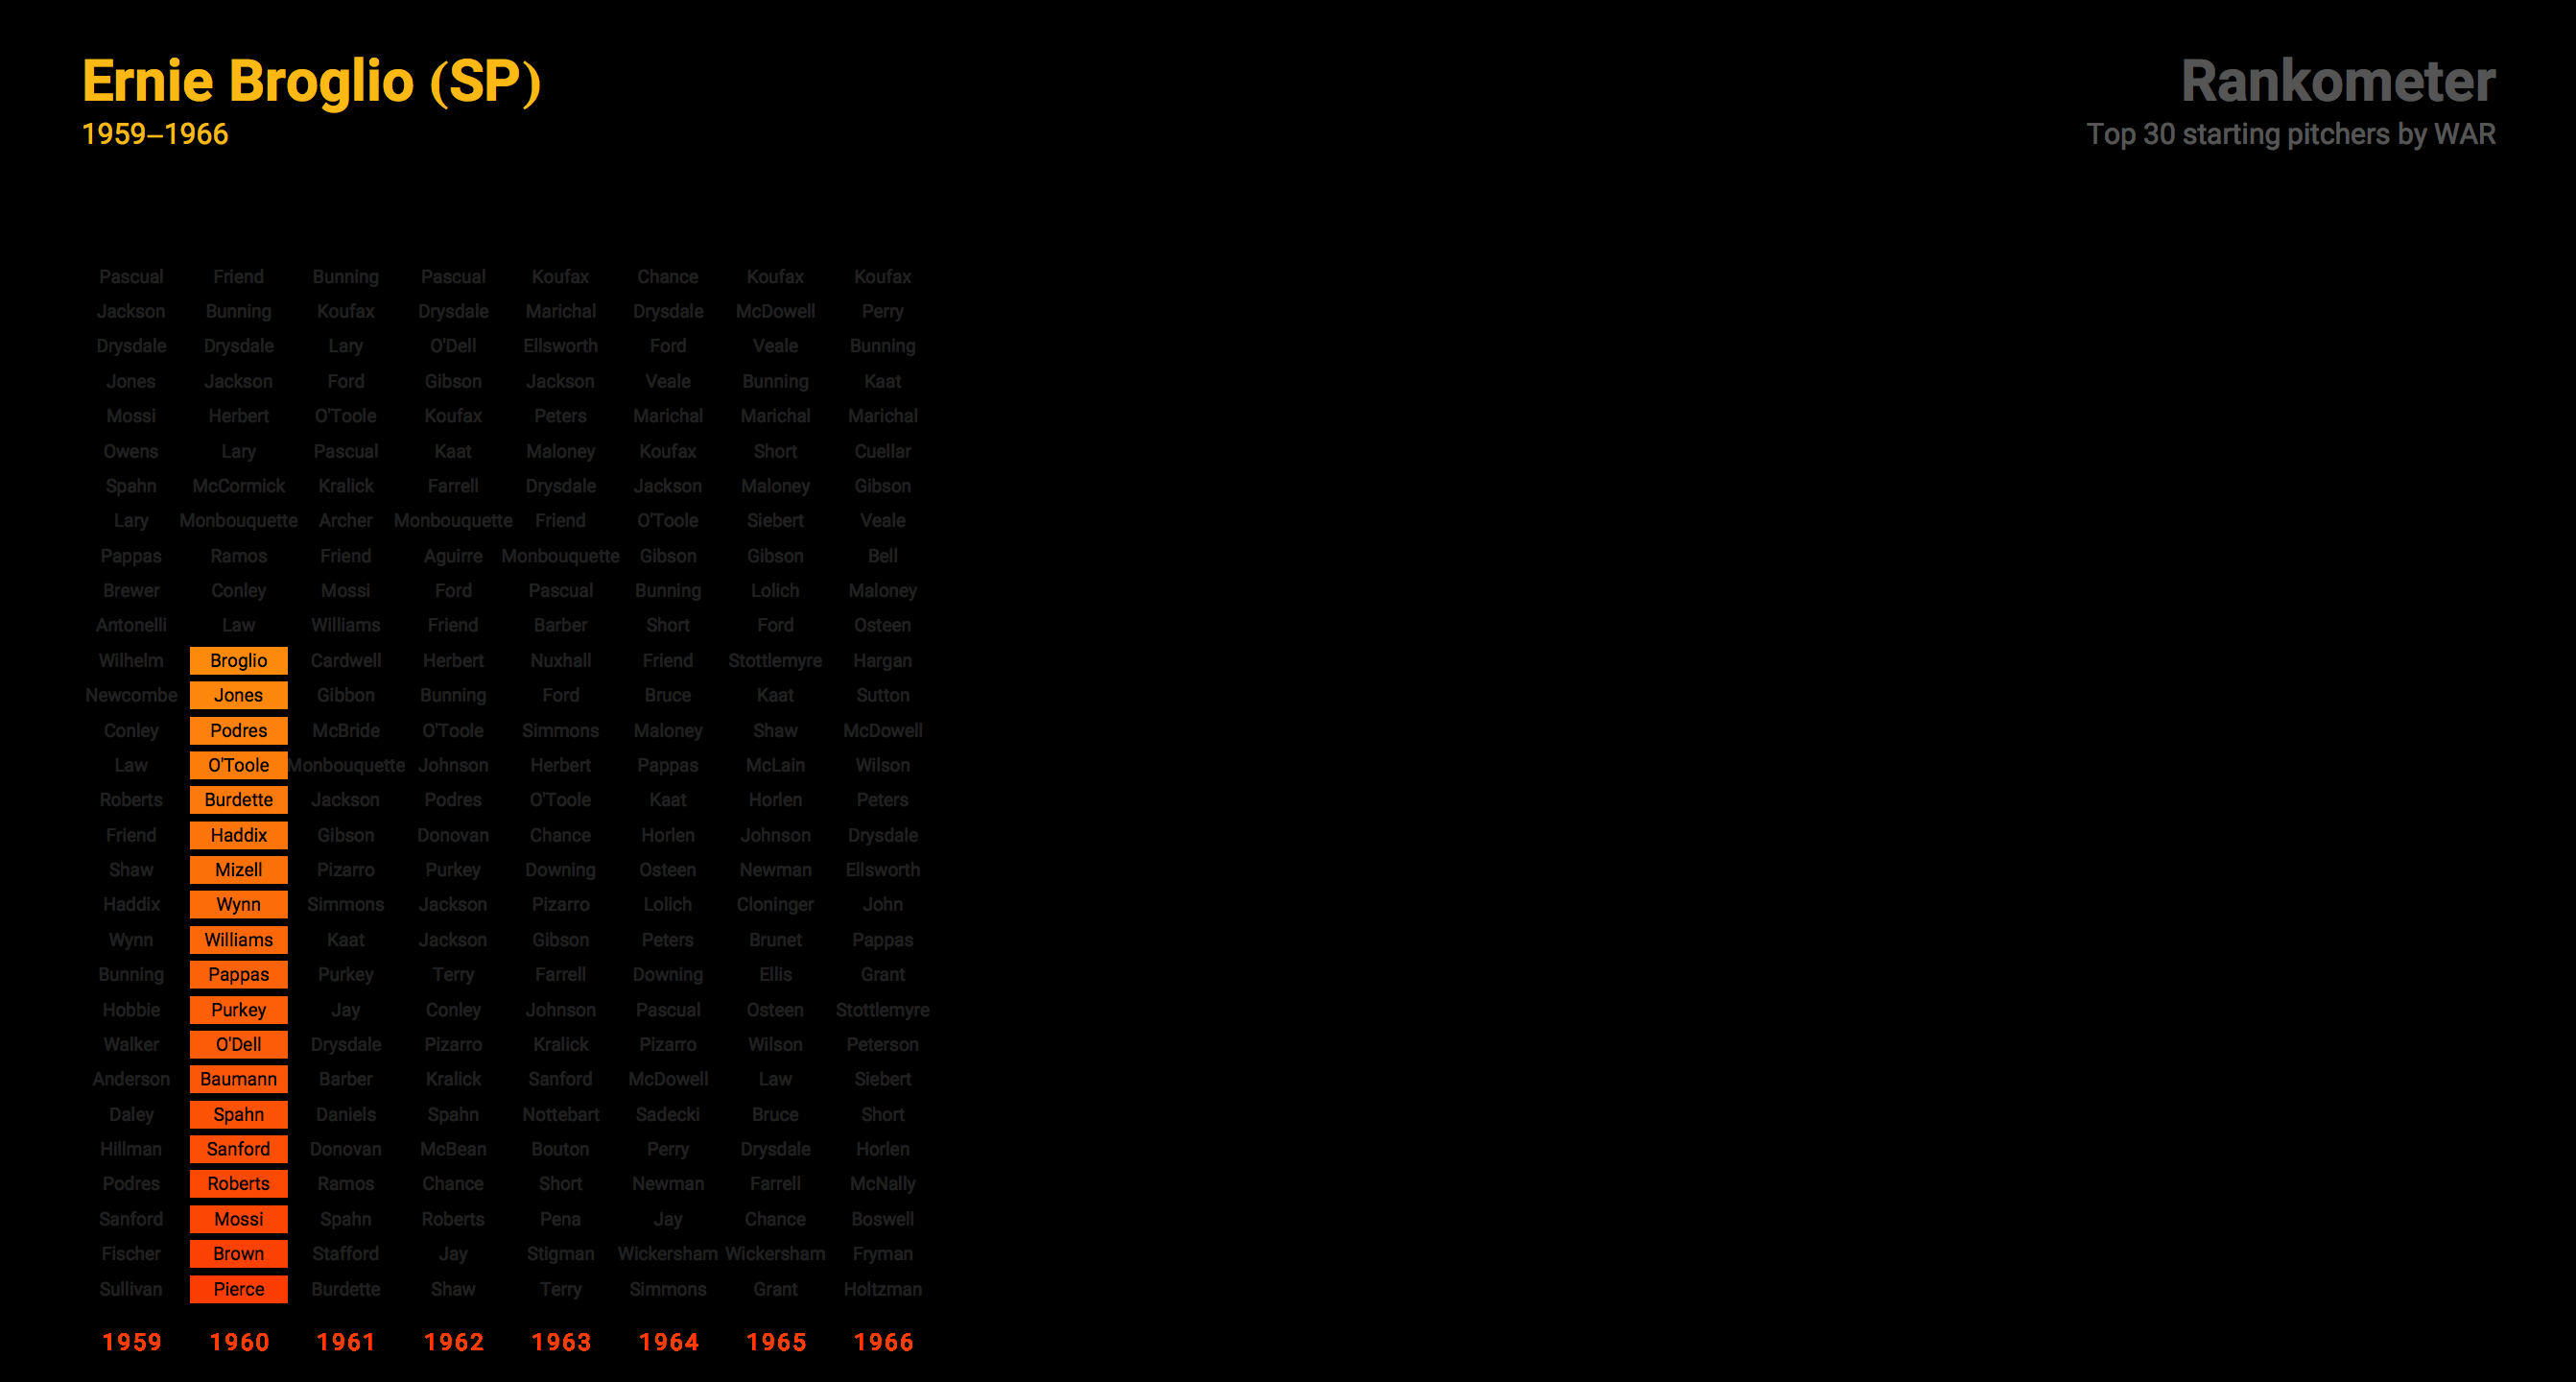 Ernie Broglio (SP)
1959–1966
Rankometer
Top 30 starting pitchers by WAR
Pascual Friend Bunning Pascual Koufax Chance Koufax Koufax
Jackson Bunning Koufax Drysdale Marichal Drysdale McDowell Perry
Drysdale Drysdale Lary O'Dell Ellsworth Ford Veale Bunning
Jones Jackson Ford Gibson Jackson Veale Bunning Kaat
Mossi Herbert O'Toole Koufax Peters Marichal Marichal Marichal
Owens Lary Pascual Kaat Maloney Koufax Short Cuellar
Spahn McCormick Kralick Farrell Drysdale Jackson Maloney Gibson
Lary Monbouquette Archer Monbouquette Friend O'Toole Siebert Veale
Pappas Ramos Friend Aguirre Monbouquette Gibson Gibson Bell
Brewer Conley Mossi Ford Pascual Bunning Lolich Maloney
Antonelli Law Williams Friend Barber Short Ford Osteen
Wilhelm Broglio Cardwell Herbert Nuxhall Friend Stottlemyre Hargan
Newcombe Jones Gibbon Bunning Ford Bruce Kaat Sutton
Conley Podres McBride O'Toole Simmons Maloney Shaw McDowell
Law O'Toole Monbouquette Johnson Herbert Pappas McLain Wilson
Roberts Burdette Jackson Podres O'Toole Kaat Horlen Peters
Friend Haddix Gibson Donovan Chance Horlen Johnson Drysdale
Shaw Mizell Pizarro Purkey Downing Osteen Newman Ellsworth
Haddix Wynn Simmons Jackson Pizarro Lolich Cloninger John
Wynn Williams Kaat Jackson Gibson Peters Brunet Pappas
Bunning Pappas Purkey Terry Farrell Downing Ellis Grant
Hobbie Purkey Jay Conley Johnson Pascual Osteen Stottlemyre
Walker O'Dell Drysdale Pizarro Kralick Pizarro Wilson Peterson
Anderson Baumann Barber Kralick Sanford McDowell Law Siebert
Daley Spahn Daniels Spahn Nottebart Sadecki Bruce Short
Hillman Sanford Donovan McBean Bouton Perry Drysdale Horlen
Podres Roberts Ramos Chance Short Newman Farrell McNally
Sanford Mossi Spahn Roberts Pena Jay Chance Boswell
Fischer Brown Stafford Jay Stigman Wickersham Wickersham Fryman
Sullivan Pierce Burdette Shaw Terry Simmons Grant Holtzman
1959 1960 1961 1962 1963 1964 1965 1966